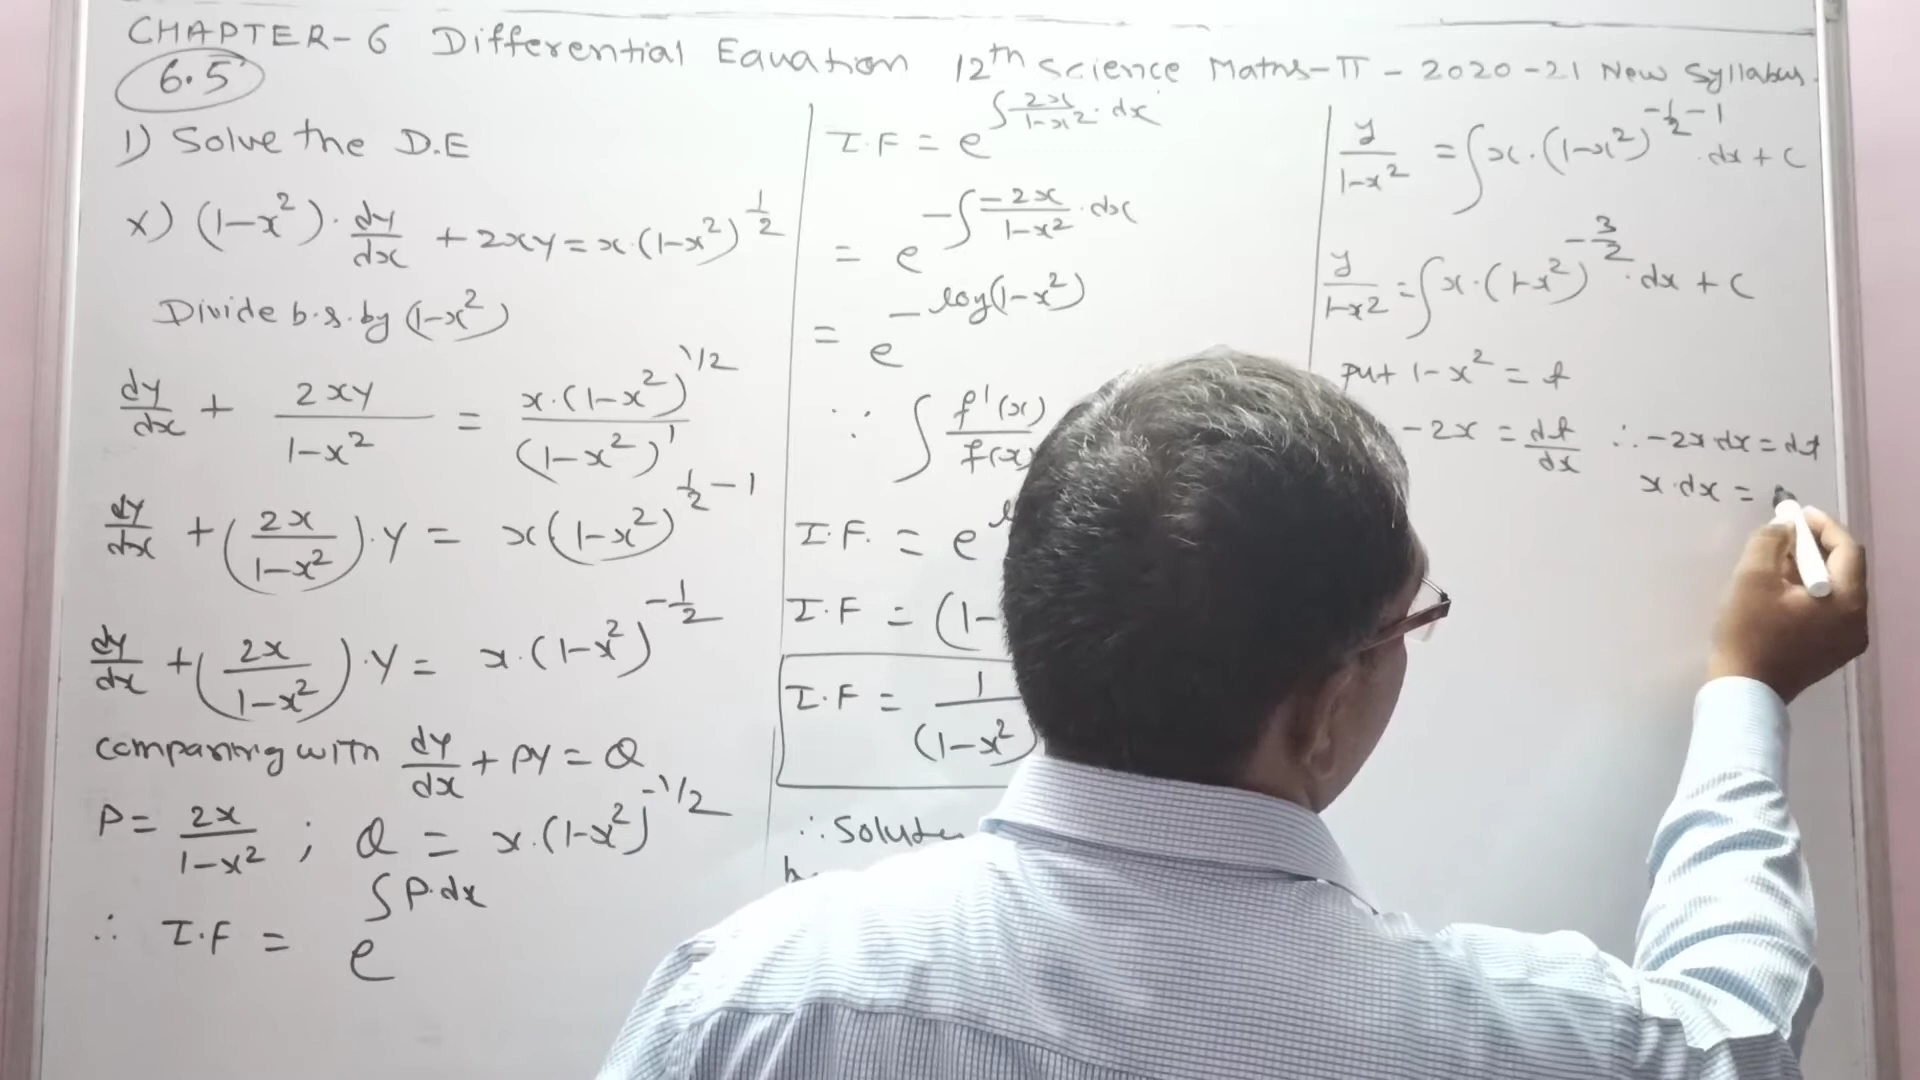 CHAPTER-6 Differential Equation 12th Science Maths-II - 2020-21 New Syllabus.
6.5
1) Solve the D.E
x) (1-x²)· dy/dx + 2xy = x·(1-x²)^1/2
Divide b.s. by (1-x²)
dy/dx + 2xy/1-x² = x·(1-x²)^1/2 / (1-x²)^1
dy/dx + (2x/1-x²)·y = x(1-x²)^1/2-1
dy/dx + (2x/1-x²)·y = x·(1-x²)^-1/2
comparing with dy/dx + py = Q
P = 2x/1-x² ; Q = x·(1-x²)^-1/2
∴ I.F = e^∫P·dx
I.F = e^∫2x/1-x²·dx
= e^-∫-2x/1-x²·dx
= e^-log(1-x²)
∵ ∫ f'(x)/f(x)
I.F. = e
I.F = (1-
I.F = 1/(1-x²)
∴ Solution
y/1-x² = ∫x·(1-x²)^-1/2-1·dx + c
y/1-x² = ∫x·(1-x²)^-3/2·dx + c
put 1-x² = t
-2x = dt/dx ∴ -2x dx = dt
x·dx =